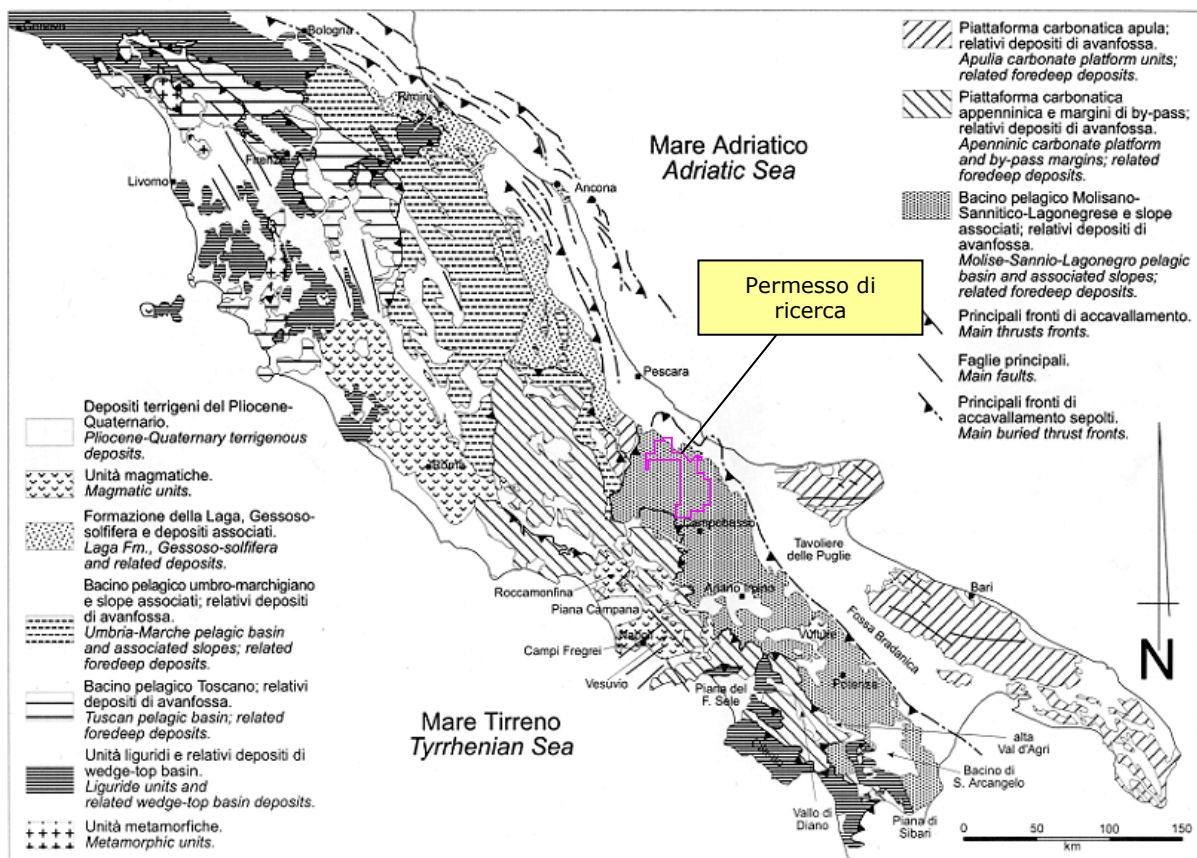 Genova
Bologna
Rimini
Firenze
Livorno
Ancona
Mare Adriatico
Adriatic Sea
Permesso di
ricerca
Pescara
Roma
Campobasso
Tavoliere
delle Puglie
Bari
Roccamonfina
Ariano Irpino
Piana Campana
Fossa Bradanica
Napoli
Vulture
Campi Fregrei
Potenza
Vesuvio
Piana del
F. Sele
Mare Tirreno
Tyrrhenian Sea
alta
Val d'Agri
Bacino di
S. Arcangelo
Vallo di
Diano
Piana di
Sibari
N
0 50 100 150
km
Piattaforma carbonatica apula;
relativi depositi di avanfossa.
Apulia carbonate platform units;
related foredeep deposits.
Piattaforma carbonatica
appenninica e margini di by-pass;
relativi depositi di avanfossa.
Apenninic carbonate platform
and by-pass margins; related
foredeep deposits.
Bacino pelagico Molisano-
Sannitico-Lagonegrese e slope
associati; relativi depositi di
avanfossa.
Molise-Sannio-Lagonegro pelagic
basin and associated slopes;
related foredeep deposits.
Principali fronti di accavallamento.
Main thrusts fronts.
Faglie principali.
Main faults.
Principali fronti di
accavallamento sepolti.
Main buried thrust fronts.
Depositi terrigeni del Pliocene-
Quaternario.
Pliocene-Quaternary terrigenous
deposits.
Unità magmatiche.
Magmatic units.
Formazione della Laga, Gessoso-
solfifera e depositi associati.
Laga Fm., Gessoso-solfifera
and related deposits.
Bacino pelagico umbro-marchigiano
e slope associati; relativi depositi
di avanfossa.
Umbria-Marche pelagic basin
and associated slopes; related
foredeep deposits.
Bacino pelagico Toscano; relativi
depositi di avanfossa.
Tuscan pelagic basin; related
foredeep deposits.
Unità liguridi e relativi depositi di
wedge-top basin.
Liguride units and
related wedge-top basin deposits.
Unità metamorfiche.
Metamorphic units.